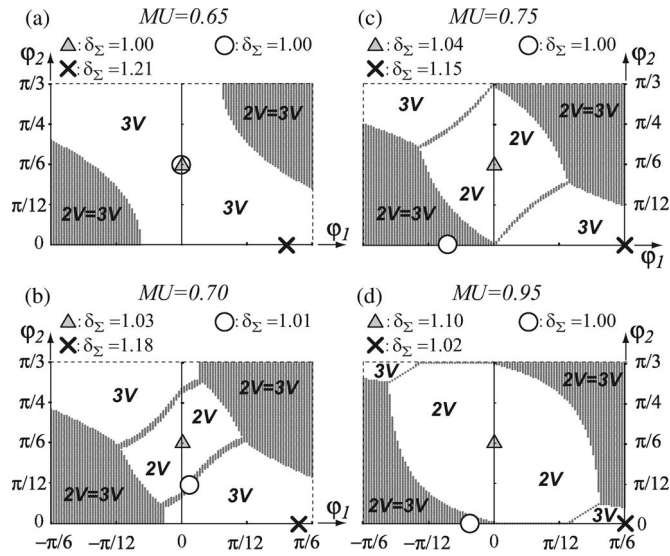 (a) MU=0.65
△: δΣ=1.00 ○: δΣ=1.00
✕: δΣ=1.21
φ2
π/3
π/4
π/6
π/12
0
3V
2V=3V
2V=3V
3V
φ1
(c) MU=0.75
△: δΣ=1.04 ○: δΣ=1.00
✕: δΣ=1.15
φ2
π/3
π/4
π/6
π/12
0
3V
2V=3V
2V
2V
2V=3V
3V
φ1
(b) MU=0.70
△: δΣ=1.03 ○: δΣ=1.01
✕: δΣ=1.18
φ2
π/3
π/4
π/6
π/12
0
3V
2V=3V
2V
2V
2V=3V
3V
φ1
−π/6 −π/12 0 π/12 π/6
(d) MU=0.95
△: δΣ=1.10 ○: δΣ=1.00
✕: δΣ=1.02
φ2
π/3
π/4
π/6
π/12
0
3V
2V=3V
2V
2V
2V=3V
3V
φ1
−π/6 −π/12 0 π/12 π/6